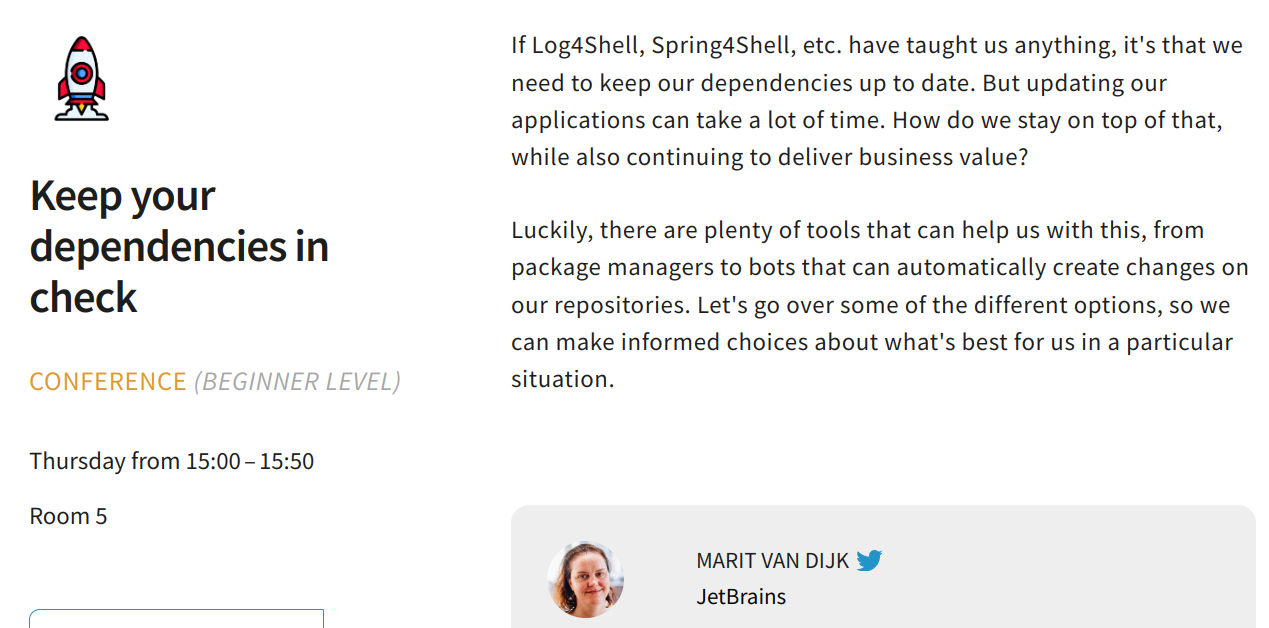 Keep your
dependencies in
check
CONFERENCE (BEGINNER LEVEL)
Thursday from 15:00 – 15:50
Room 5
If Log4Shell, Spring4Shell, etc. have taught us anything, it's that we
need to keep our dependencies up to date. But updating our
applications can take a lot of time. How do we stay on top of that,
while also continuing to deliver business value?
Luckily, there are plenty of tools that can help us with this, from
package managers to bots that can automatically create changes on
our repositories. Let's go over some of the different options, so we
can make informed choices about what's best for us in a particular
situation.
MARIT VAN DIJK
JetBrains